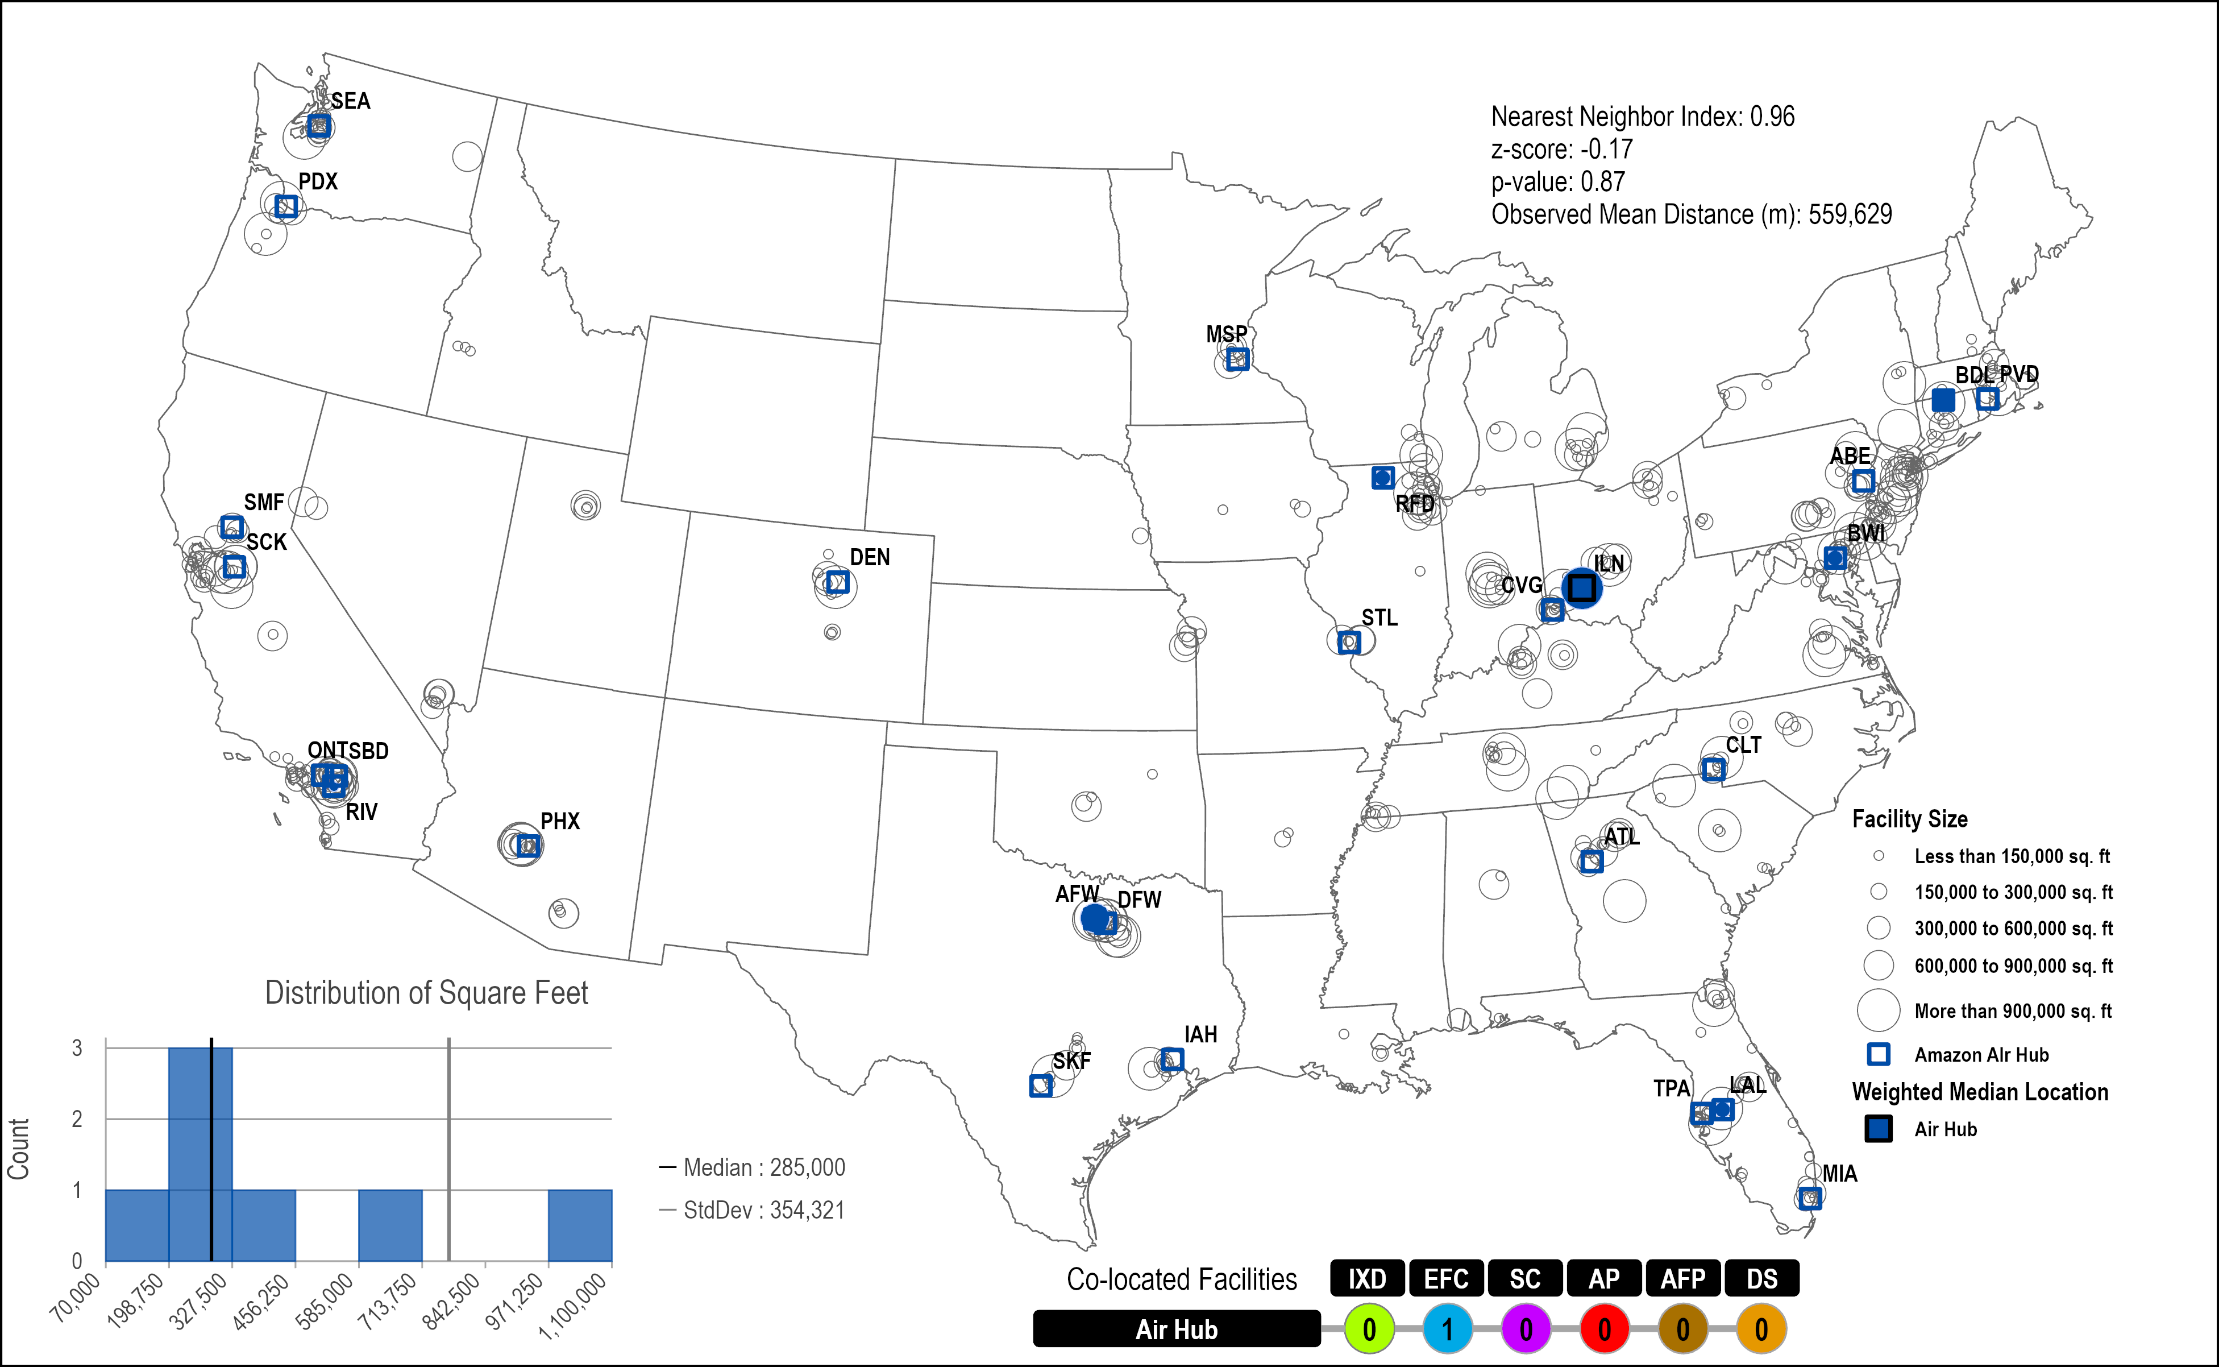 SEA
PDX
SMF
SCK
ONT
SBD
RIV
PHX
DEN
MSP
RFD
STL
CVG
ILN
BDL
PVD
ABE
BWI
CLT
ATL
AFW
DFW
SKF
IAH
TPA
LAL
MIA
Nearest Neighbor Index: 0.96
z-score: -0.17
p-value: 0.87
Observed Mean Distance (m): 559,629
Facility Size
Less than 150,000 sq. ft
150,000 to 300,000 sq. ft
300,000 to 600,000 sq. ft
600,000 to 900,000 sq. ft
More than 900,000 sq. ft
Amazon AIr Hub
Weighted Median Location
Air Hub
Distribution of Square Feet
Count
3
2
1
0
70,000
198,750
327,500
456,250
585,000
713,750
842,500
971,250
1,100,000
Median : 285,000
StdDev : 354,321
Co-located Facilities IXD EFC SC AP AFP DS
Air Hub 0 1 0 0 0 0